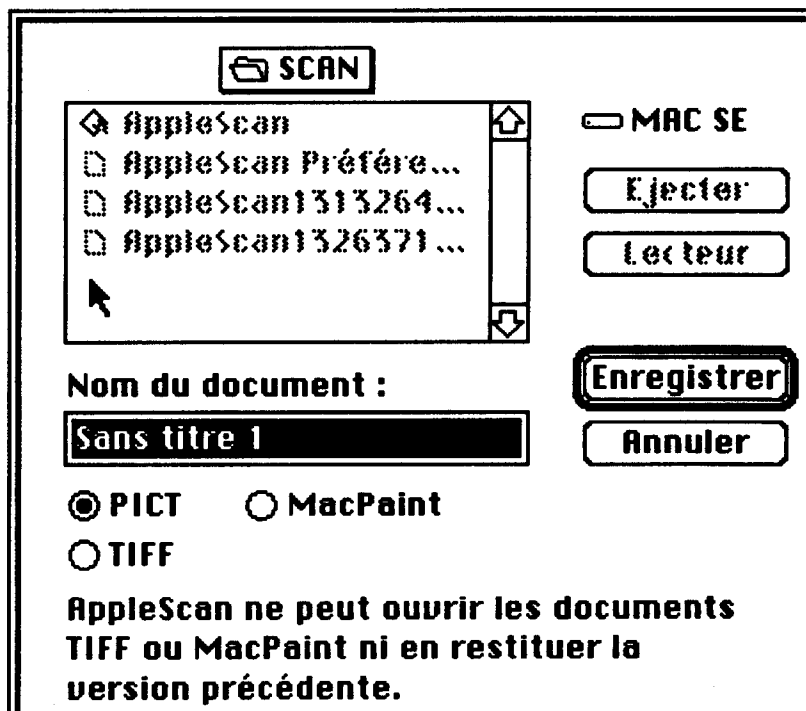 SCAN
AppleScan
AppleScan Préfére...
AppleScan1313264...
AppleScan1326371...
MAC SE
Ejecter
Lecteur
Enregistrer
Annuler
Nom du document :
Sans titre 1
PICT MacPaint
TIFF
AppleScan ne peut ouvrir les documents
TIFF ou MacPaint ni en restituer la
version précédente.